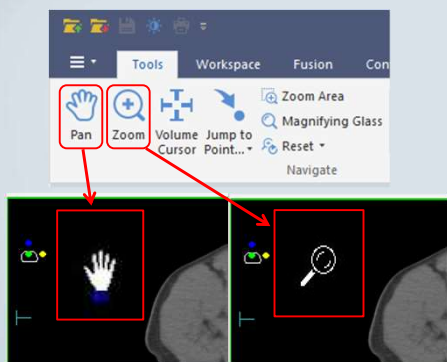 Tools Workspace Fusion Con
Pan Zoom Volume Cursor Jump to Point...
Zoom Area
Magnifying Glass
Reset
Navigate